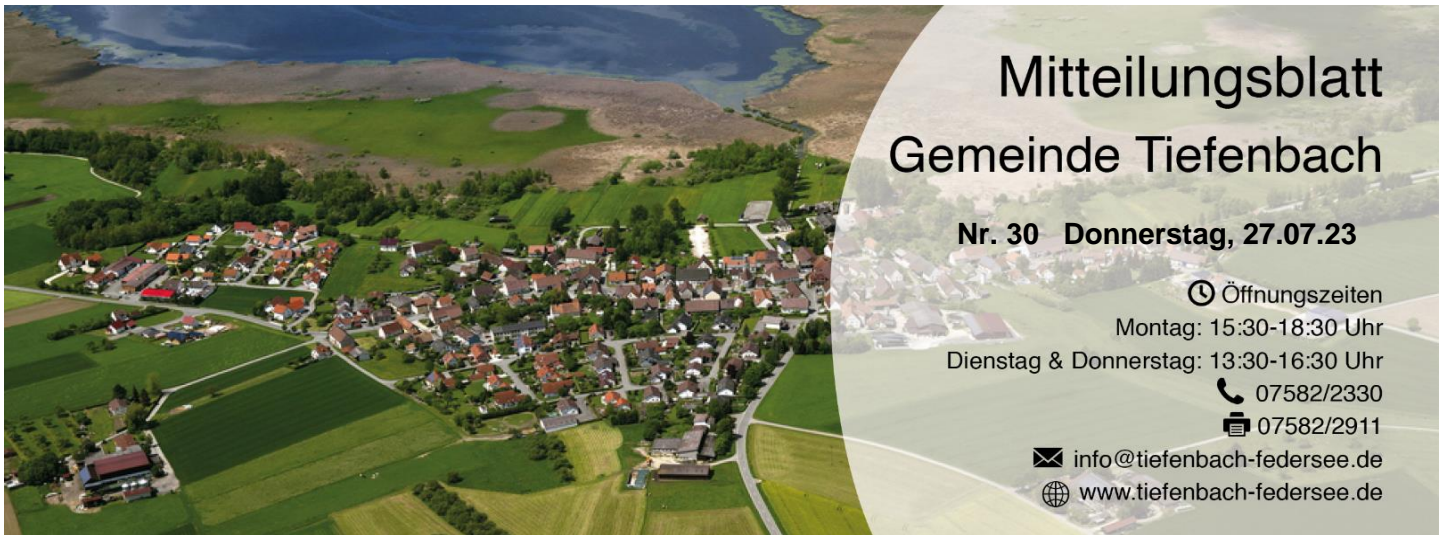 Mitteilungsblatt
Gemeinde Tiefenbach
Nr. 30 Donnerstag, 27.07.23
Öffnungszeiten
Montag: 15:30-18:30 Uhr
Dienstag & Donnerstag: 13:30-16:30 Uhr
07582/2330
07582/2911
info@tiefenbach-federsee.de
www.tiefenbach-federsee.de